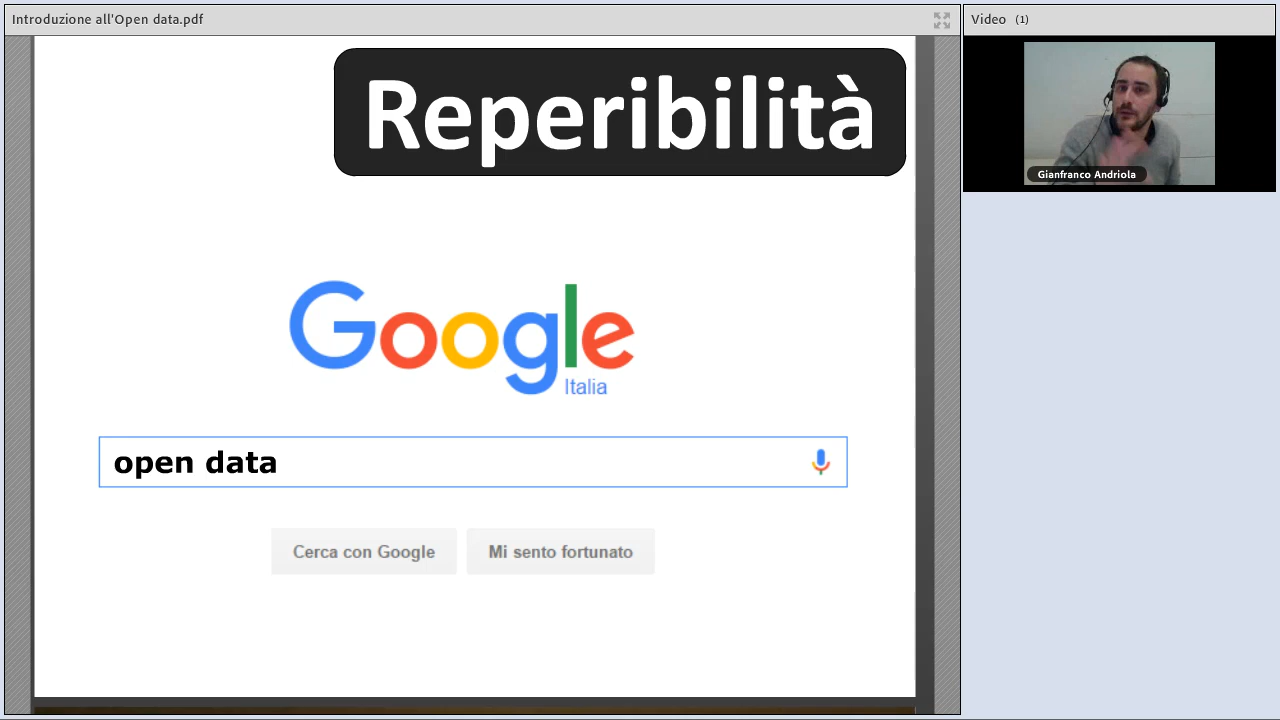 Introduzione all'Open data.pdf
Video (1)
Reperibilità
Gianfranco Andriola
Google
Italia
open data
Cerca con Google
Mi sento fortunato